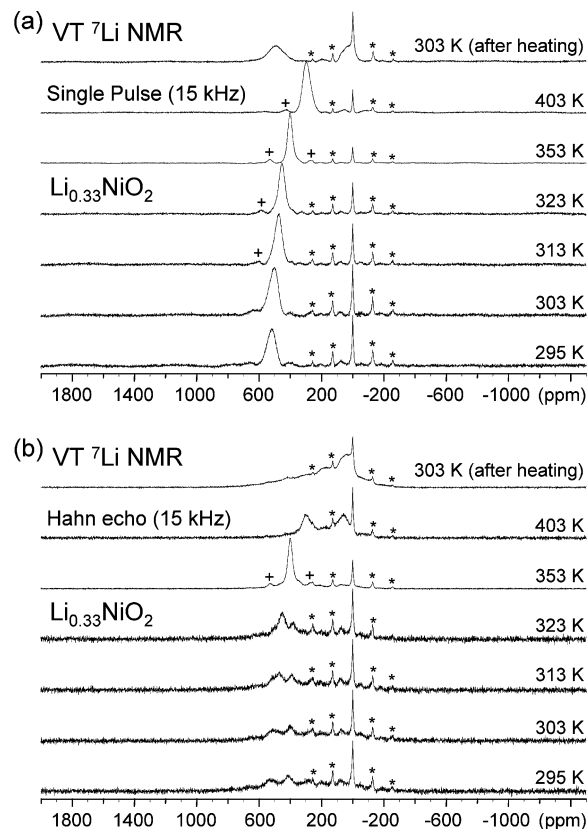 (a)
VT ⁷Li NMR
303 K (after heating)
* * * *
Single Pulse (15 kHz)
403 K
+ * * * *
353 K
+ + * * *
Li₀.₃₃NiO₂
323 K
+ * * * *
313 K
+ * * * *
303 K
* * * *
295 K
* * * *
1800 1400 1000 600 200 -200 -600 -1000 (ppm)
(b)
VT ⁷Li NMR
303 K (after heating)
* * * *
Hahn echo (15 kHz)
403 K
* * *
353 K
+ + * * *
Li₀.₃₃NiO₂
323 K
* * * *
313 K
* * * *
303 K
* * * *
295 K
* * * *
1800 1400 1000 600 200 -200 -600 -1000 (ppm)